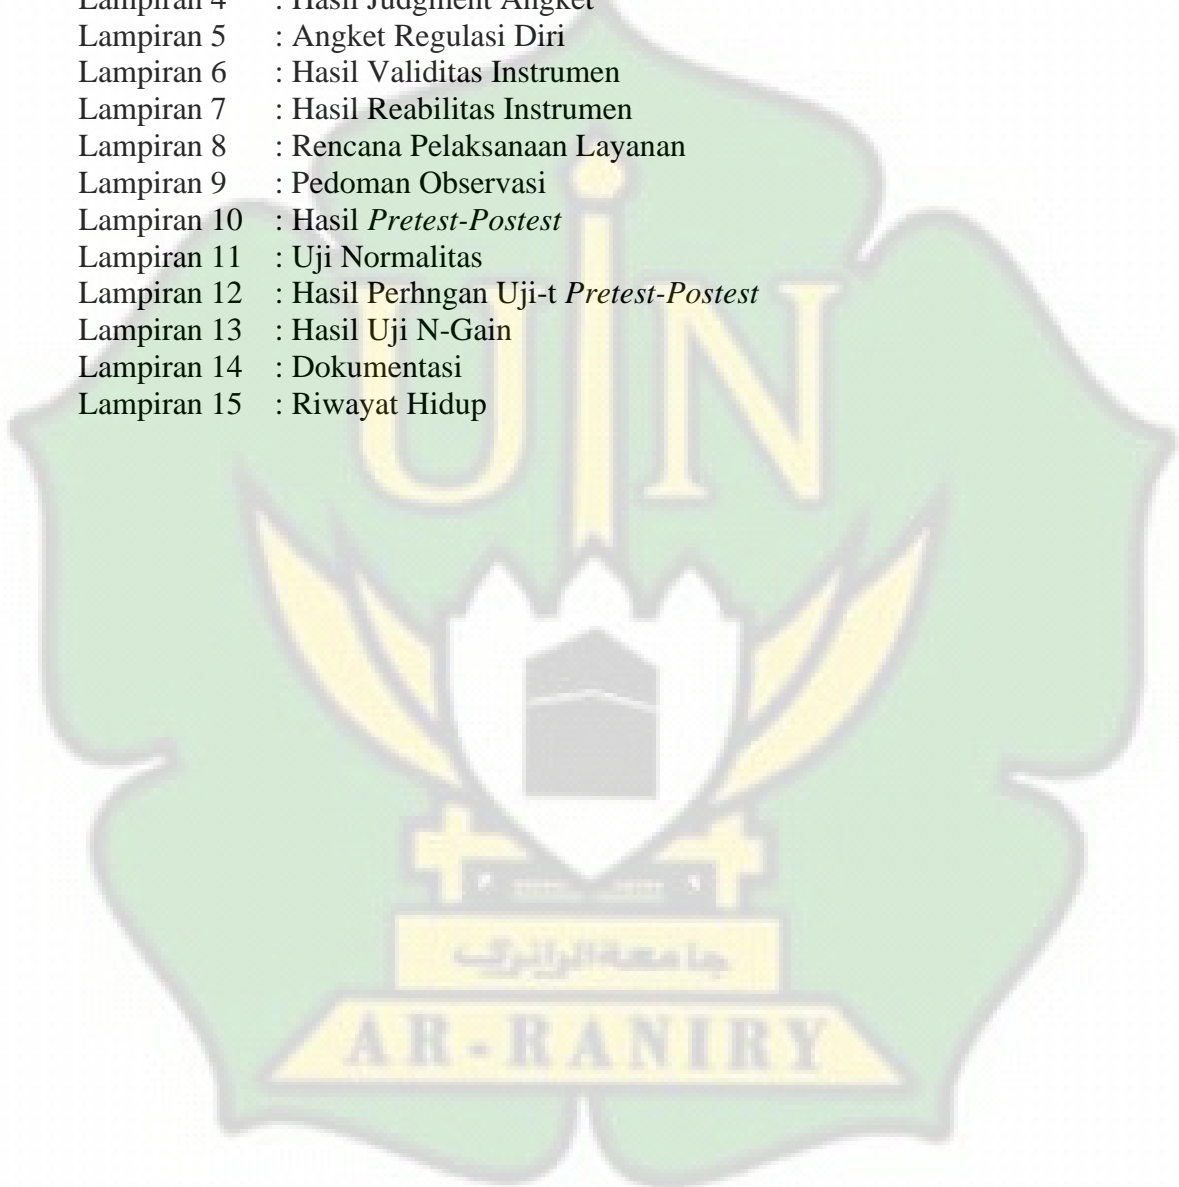 Lampiran 4 : Hasil Judgment Angket
Lampiran 5 : Angket Regulasi Diri
Lampiran 6 : Hasil Validitas Instrumen
Lampiran 7 : Hasil Reabilitas Instrumen
Lampiran 8 : Rencana Pelaksanaan Layanan
Lampiran 9 : Pedoman Observasi
Lampiran 10 : Hasil Pretest-Postest
Lampiran 11 : Uji Normalitas
Lampiran 12 : Hasil Perhngan Uji-t Pretest-Postest
Lampiran 13 : Hasil Uji N-Gain
Lampiran 14 : Dokumentasi
Lampiran 15 : Riwayat Hidup
UIN
جامعة الرانري
AR-RANIRY